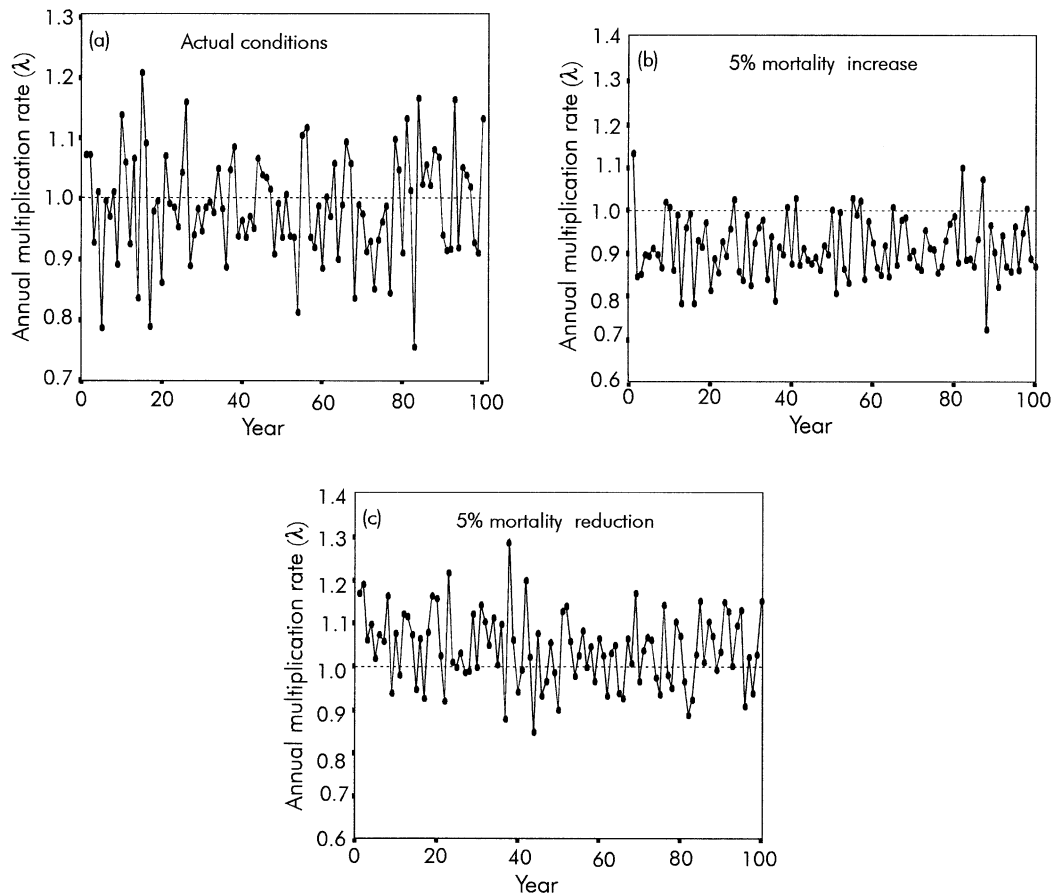 (a) Actual conditions
Annual multiplication rate (λ)
1.3
1.2
1.1
1.0
0.9
0.8
0.7
0 20 40 60 80 100
Year
(b) 5% mortality increase
Annual multiplication rate (λ)
1.4
1.3
1.2
1.1
1.0
0.9
0.8
0.7
0.6
0 20 40 60 80 100
Year
(c) 5% mortality reduction
Annual multiplication rate (λ)
1.4
1.3
1.2
1.1
1.0
0.9
0.8
0.7
0.6
0 20 40 60 80 100
Year